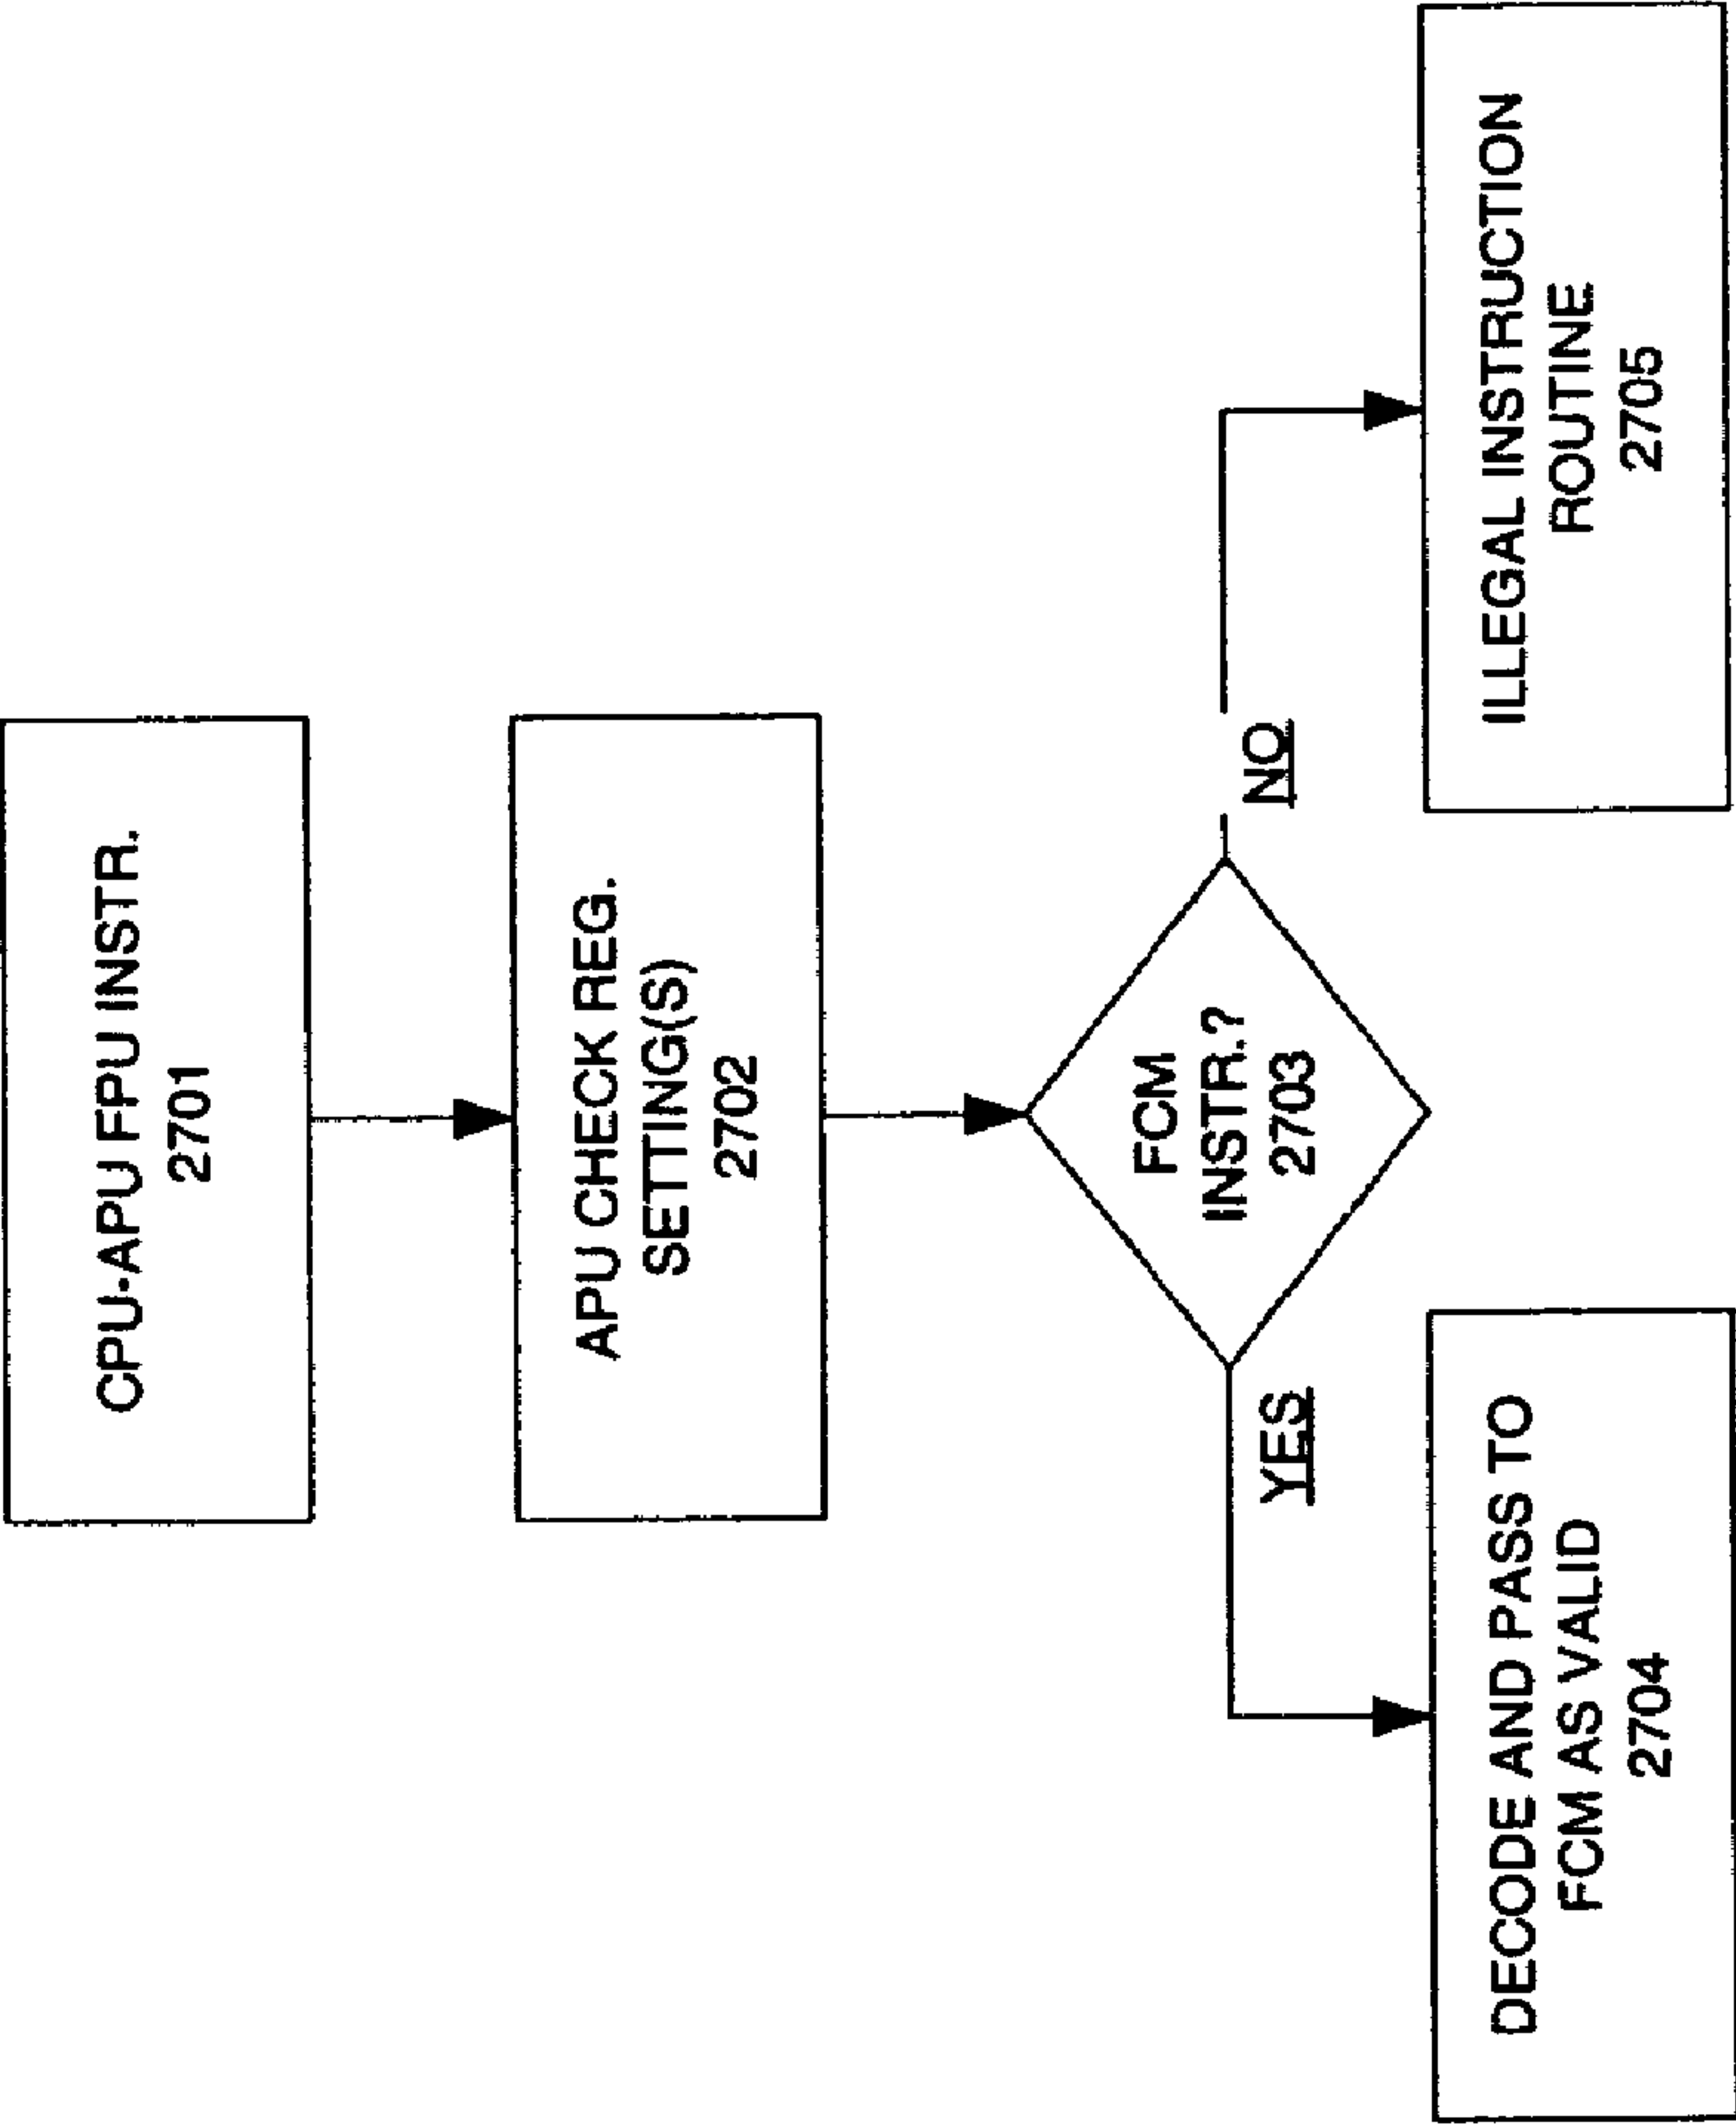 CPU-APU FPU INSTR.
2701
APU CHECK REG.
SETTING(S)
2702
FCM
INSTR.?
2703
YES
NO
DECODE AND PASS TO
FCM AS VALID
2704
ILLEGAL INSTRUCTION
ROUTINE
2705